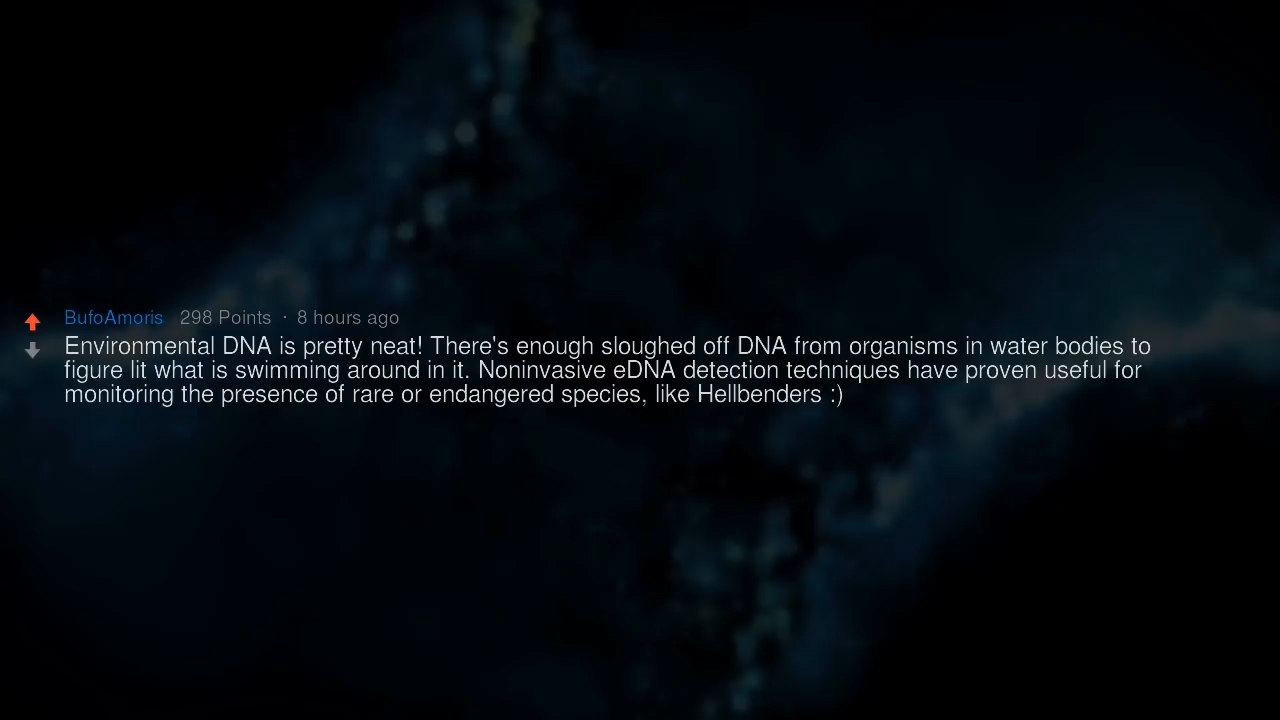 BufoAmoris 298 Points · 8 hours ago
Environmental DNA is pretty neat! There's enough sloughed off DNA from organisms in water bodies to
figure lit what is swimming around in it. Noninvasive eDNA detection techniques have proven useful for
monitoring the presence of rare or endangered species, like Hellbenders :)